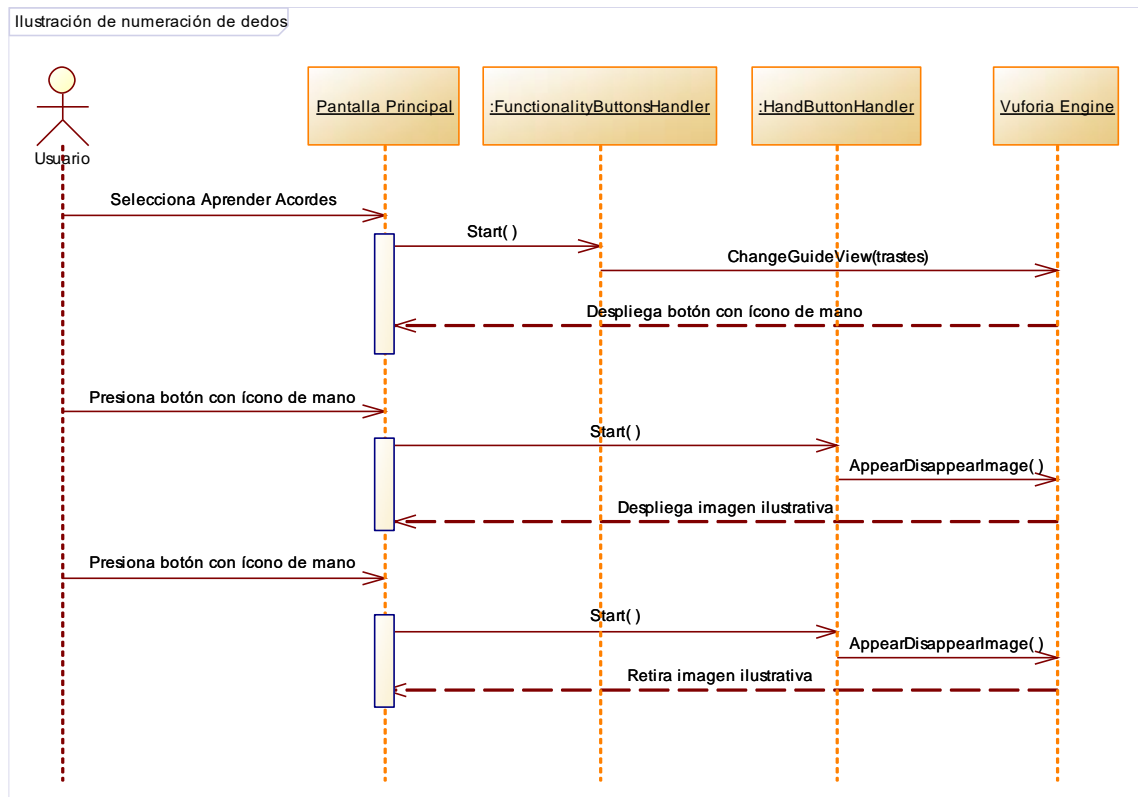 Ilustración de numeración de dedos
Pantalla Principal
:FunctionalityButtonsHandler
:HandButtonHandler
Vuforia Engine
Usuario
Selecciona Aprender Acordes
Start( )
ChangeGuideView(trastes)
Despliega botón con ícono de mano
Presiona botón con ícono de mano
Start( )
AppearDisappearImage( )
Despliega imagen ilustrativa
Presiona botón con ícono de mano
Start( )
AppearDisappearImage( )
Retira imagen ilustrativa